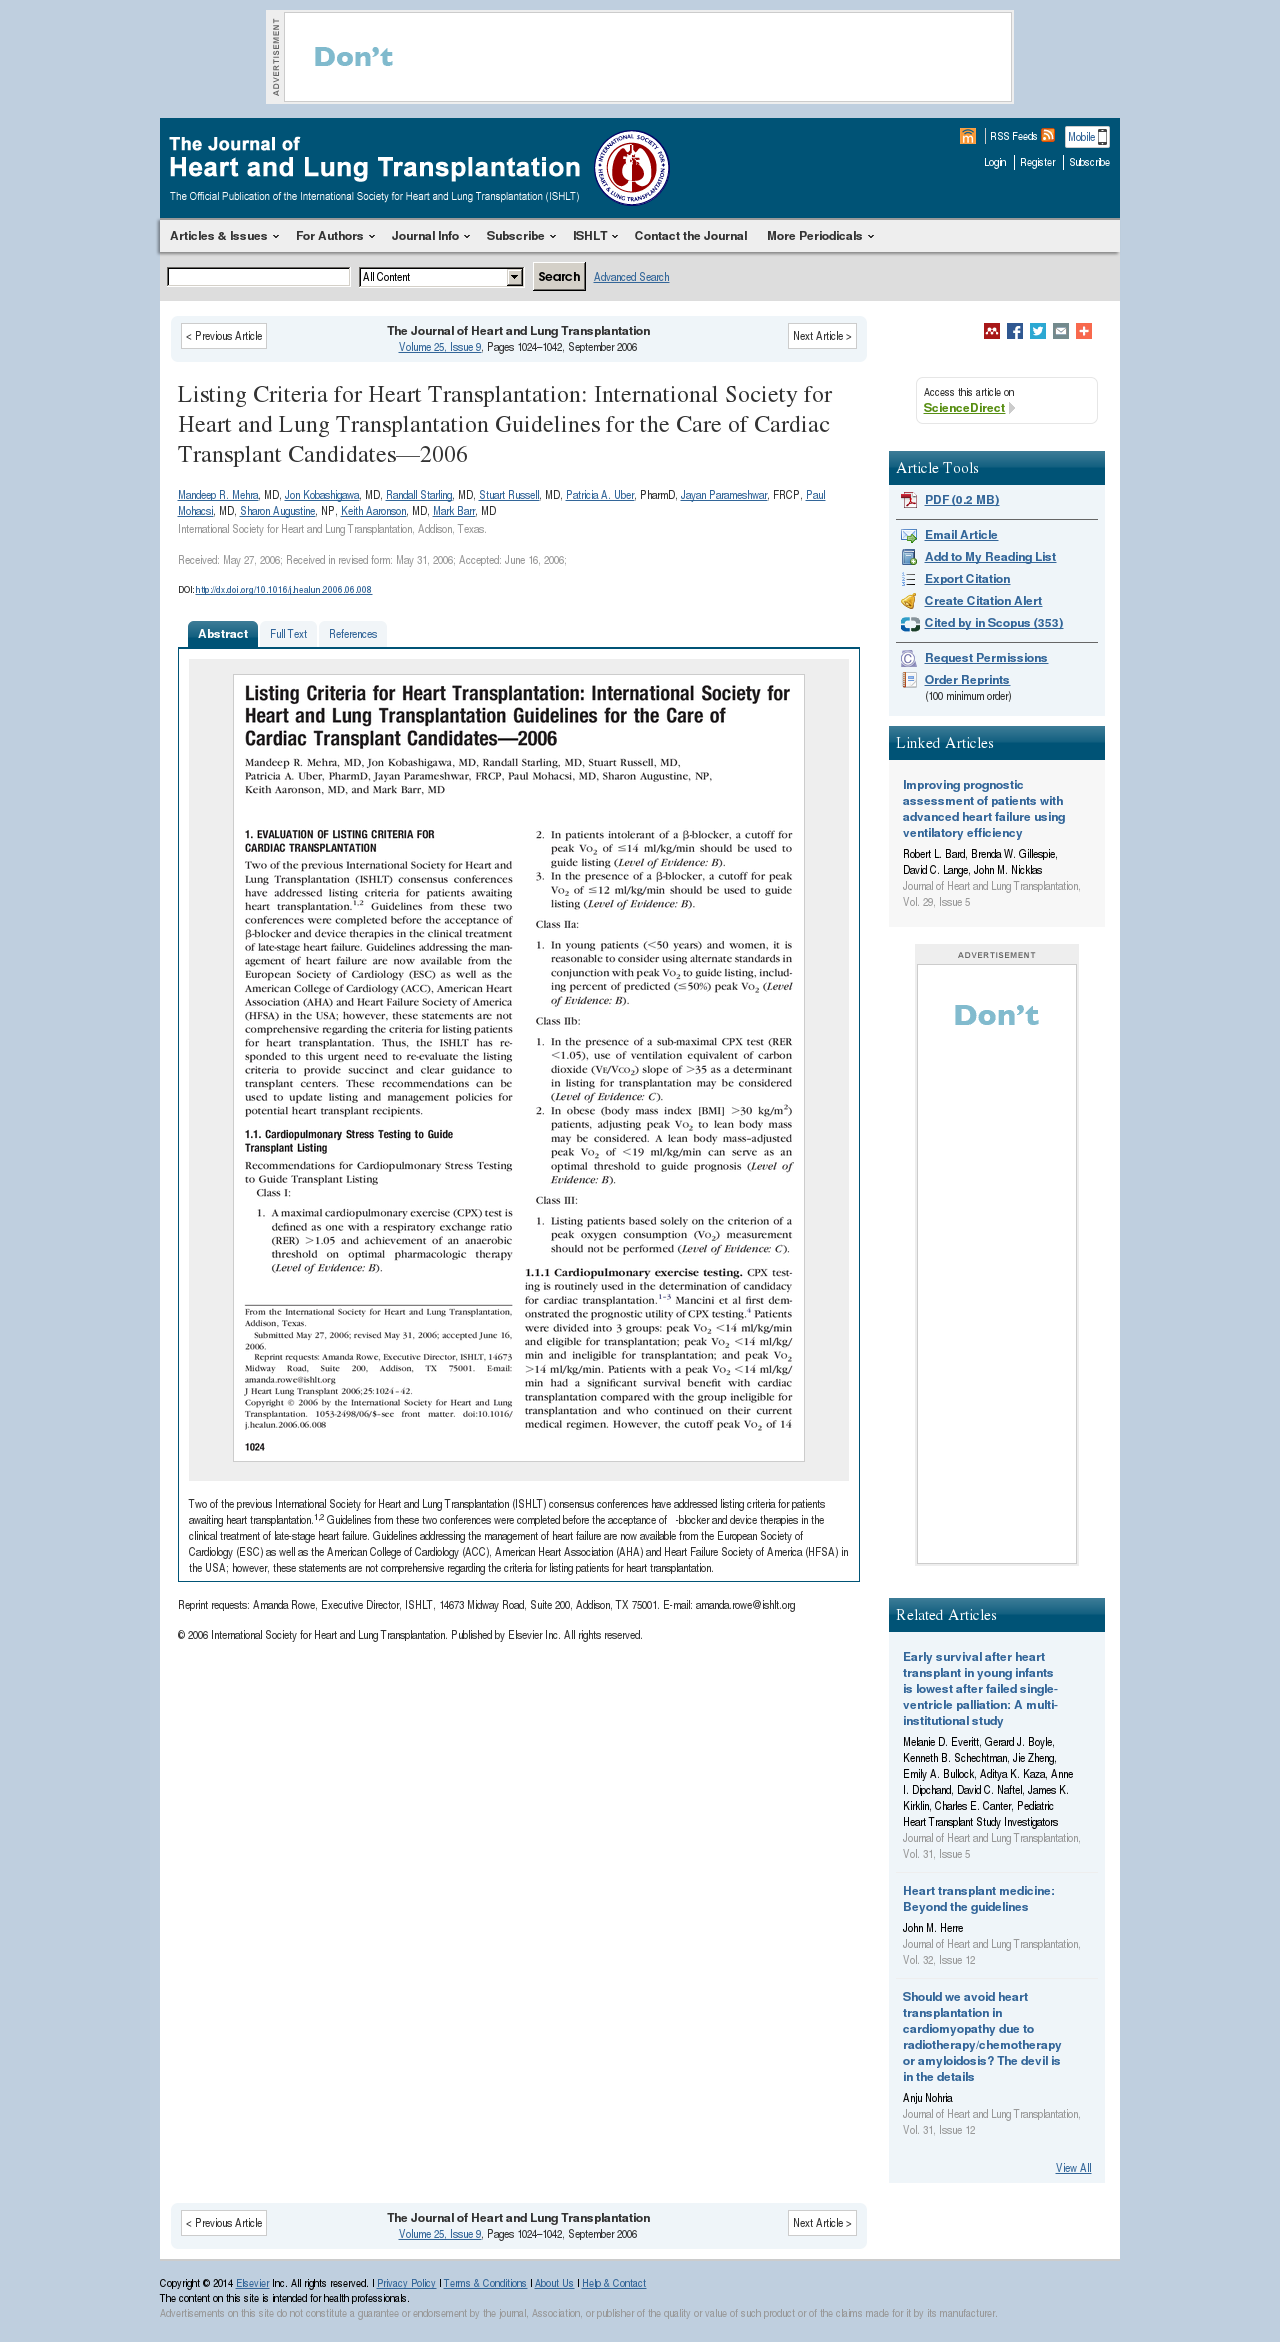 ADVERTISEMENT
Don't
The Journal of
Heart and Lung Transplantation
The Official Publication of the International Society for Heart and Lung Transplantation (ISHLT)
RSS Feeds
Mobile
Login Register Subscribe
Articles & Issues For Authors Journal Info Subscribe ISHLT Contact the Journal More Periodicals
All Content Search Advanced Search
< Previous Article
The Journal of Heart and Lung Transplantation
Volume 25, Issue 9, Pages 1024–1042, September 2006
Next Article >
Listing Criteria for Heart Transplantation: International Society for
Heart and Lung Transplantation Guidelines for the Care of Cardiac
Transplant Candidates—2006
Mandeep R. Mehra, MD, Jon Kobashigawa, MD, Randall Starling, MD, Stuart Russell, MD, Patricia A. Uber, PharmD, Jayan Parameshwar, FRCP, Paul
Mohacsi, MD, Sharon Augustine, NP, Keith Aaronson, MD, Mark Barr, MD
International Society for Heart and Lung Transplantation, Addison, Texas.
Received: May 27, 2006; Received in revised form: May 31, 2006; Accepted: June 16, 2006;
DOI: http://dx.doi.org/10.1016/j.healun.2006.06.008
Abstract Full Text References
Listing Criteria for Heart Transplantation: International Society for
Heart and Lung Transplantation Guidelines for the Care of
Cardiac Transplant Candidates—2006
Mandeep R. Mehra, MD, Jon Kobashigawa, MD, Randall Starling, MD, Stuart Russell, MD,
Patricia A. Uber, PharmD, Jayan Parameshwar, FRCP, Paul Mohacsi, MD, Sharon Augustine, NP,
Keith Aaronson, MD, and Mark Barr, MD
1. EVALUATION OF LISTING CRITERIA FOR
CARDIAC TRANSPLANTATION
Two of the previous International Society for Heart and
Lung Transplantation (ISHLT) consensus conferences
have addressed listing criteria for patients awaiting
heart transplantation.1,2 Guidelines from these two
conferences were completed before the acceptance of
β-blocker and device therapies in the clinical treatment
of late-stage heart failure. Guidelines addressing the man-
agement of heart failure are now available from the
European Society of Cardiology (ESC) as well as the
American College of Cardiology (ACC), American Heart
Association (AHA) and Heart Failure Society of America
(HFSA) in the USA; however, these statements are not
comprehensive regarding the criteria for listing patients
for heart transplantation. Thus, the ISHLT has re-
sponded to this urgent need to re-evaluate the listing
criteria to provide succinct and clear guidance to
transplant centers. These recommendations can be
used to update listing and management policies for
potential heart transplant recipients.
1.1. Cardiopulmonary Stress Testing to Guide
Transplant Listing
Recommendations for Cardiopulmonary Stress Testing
to Guide Transplant Listing
Class I:
1. A maximal cardiopulmonary exercise (CPX) test is
defined as one with a respiratory exchange ratio
(RER) >1.05 and achievement of an anaerobic
threshold on optimal pharmacologic therapy
(Level of Evidence: B).
From the International Society for Heart and Lung Transplantation,
Addison, Texas.
Submitted May 27, 2006; revised May 31, 2006; accepted June 16,
2006.
Reprint requests: Amanda Rowe, Executive Director, ISHLT, 14673
Midway Road, Suite 200, Addison, TX 75001. E-mail:
amanda.rowe@ishlt.org
J Heart Lung Transplant 2006;25:1024–42.
Copyright © 2006 by the International Society for Heart and Lung
Transplantation. 1053-2498/06/$–see front matter. doi:10.1016/
j.healun.2006.06.008
1024
2. In patients intolerant of a β-blocker, a cutoff for
peak VO2 of ≤14 ml/kg/min should be used to
guide listing (Level of Evidence: B).
3. In the presence of a β-blocker, a cutoff for peak
VO2 of ≤12 ml/kg/min should be used to guide
listing (Level of Evidence: B).
Class IIa:
1. In young patients (<50 years) and women, it is
reasonable to consider using alternate standards in
conjunction with peak VO2 to guide listing, includ-
ing percent of predicted (≤50%) peak VO2 (Level
of Evidence: B).
Class IIb:
1. In the presence of a sub-maximal CPX test (RER
<1.05), use of ventilation equivalent of carbon
dioxide (VE/VCO2) slope of >35 as a determinant
in listing for transplantation may be considered
(Level of Evidence: C).
2. In obese (body mass index [BMI] >30 kg/m2)
patients, adjusting peak VO2 to lean body mass
may be considered. A lean body mass–adjusted
peak VO2 of <19 ml/kg/min can serve as an
optimal threshold to guide prognosis (Level of
Evidence: B).
Class III:
1. Listing patients based solely on the criterion of a
peak oxygen consumption (VO2) measurement
should not be performed (Level of Evidence: C).
1.1.1 Cardiopulmonary exercise testing. CPX test-
ing is routinely used in the determination of candidacy
for cardiac transplantation.1–3 Mancini et al first dem-
onstrated the prognostic utility of CPX testing.4 Patients
were divided into 3 groups: peak VO2 <14 ml/kg/min
and eligible for transplantation; peak VO2 <14 ml/kg/
min and ineligible for transplantation; and peak VO2
>14 ml/kg/min. Patients with a peak VO2 <14 ml/kg/
min had a significant survival benefit with cardiac
transplantation compared with the group ineligible for
transplantation and who continued on their current
medical regimen. However, the cutoff peak VO2 of 14
Two of the previous International Society for Heart and Lung Transplantation (ISHLT) consensus conferences have addressed listing criteria for patients
awaiting heart transplantation.1,2 Guidelines from these two conferences were completed before the acceptance of -blocker and device therapies in the
clinical treatment of late-stage heart failure. Guidelines addressing the management of heart failure are now available from the European Society of
Cardiology (ESC) as well as the American College of Cardiology (ACC), American Heart Association (AHA) and Heart Failure Society of America (HFSA) in
the USA; however, these statements are not comprehensive regarding the criteria for listing patients for heart transplantation.
Reprint requests: Amanda Rowe, Executive Director, ISHLT, 14673 Midway Road, Suite 200, Addison, TX 75001. E-mail: amanda.rowe@ishlt.org
© 2006 International Society for Heart and Lung Transplantation. Published by Elsevier Inc. All rights reserved.
Access this article on
ScienceDirect
Article Tools
PDF (0.2 MB)
Email Article
Add to My Reading List
Export Citation
Create Citation Alert
Cited by in Scopus (353)
Request Permissions
Order Reprints
(100 minimum order)
Linked Articles
Improving prognostic
assessment of patients with
advanced heart failure using
ventilatory efficiency
Robert L. Bard, Brenda W. Gillespie,
David C. Lange, John M. Nicklas
Journal of Heart and Lung Transplantation,
Vol. 29, Issue 5
ADVERTISEMENT
Don't
Related Articles
Early survival after heart
transplant in young infants
is lowest after failed single-
ventricle palliation: A multi-
institutional study
Melanie D. Everitt, Gerard J. Boyle,
Kenneth B. Schechtman, Jie Zheng,
Emily A. Bullock, Aditya K. Kaza, Anne
I. Dipchand, David C. Naftel, James K.
Kirklin, Charles E. Canter, Pediatric
Heart Transplant Study Investigators
Journal of Heart and Lung Transplantation,
Vol. 31, Issue 5
Heart transplant medicine:
Beyond the guidelines
John M. Herre
Journal of Heart and Lung Transplantation,
Vol. 32, Issue 12
Should we avoid heart
transplantation in
cardiomyopathy due to
radiotherapy/chemotherapy
or amyloidosis? The devil is
in the details
Anju Nohria
Journal of Heart and Lung Transplantation,
Vol. 31, Issue 12
View All
< Previous Article
The Journal of Heart and Lung Transplantation
Volume 25, Issue 9, Pages 1024–1042, September 2006
Next Article >
Copyright © 2014 Elsevier Inc. All rights reserved. | Privacy Policy | Terms & Conditions | About Us | Help & Contact
The content on this site is intended for health professionals.
Advertisements on this site do not constitute a guarantee or endorsement by the journal, Association, or publisher of the quality or value of such product or of the claims made for it by its manufacturer.